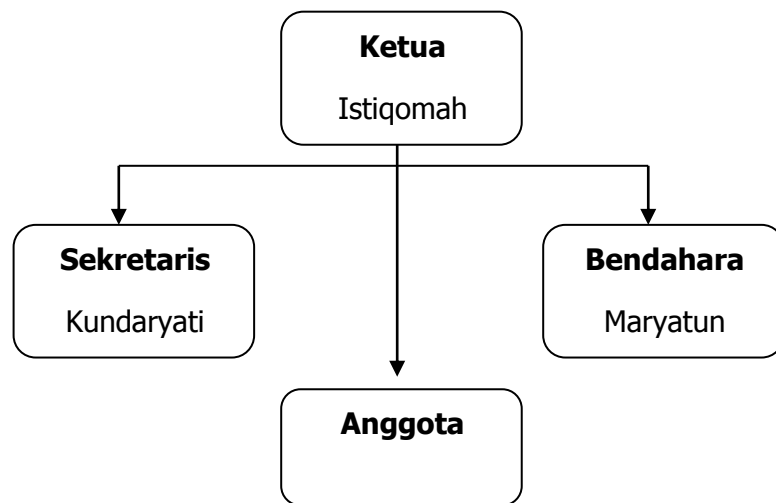 Ketua
Istiqomah
Sekretaris
Kundaryati
Bendahara
Maryatun
Anggota